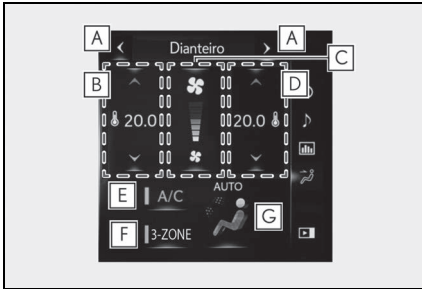 A
Dianteiro
A
C
B
D
20.0
20.0
AUTO
E
A/C
G
F
3-ZONE